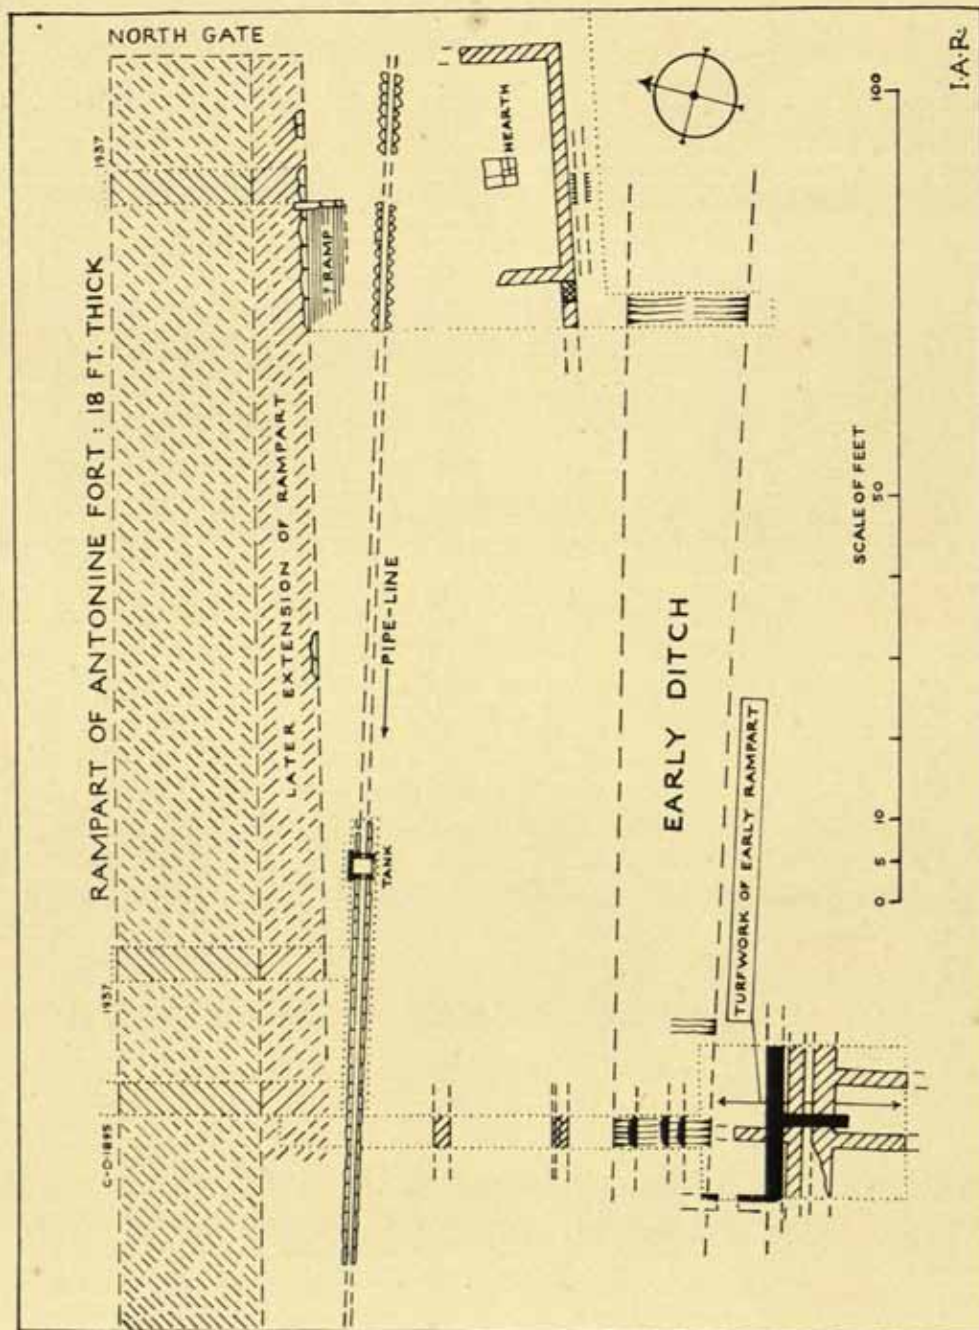 NORTH GATE
1937
RAMPART OF ANTONINE FORT : 18 FT. THICK
LATER EXTENSION OF RAMPART
? RAMP
HEARTH
PIPE-LINE
TANK
1937
C-D·1895
EARLY DITCH
TURFWORK OF EARLY RAMPART
SCALE OF FEET
0 5 10 50 100
I.A.R.